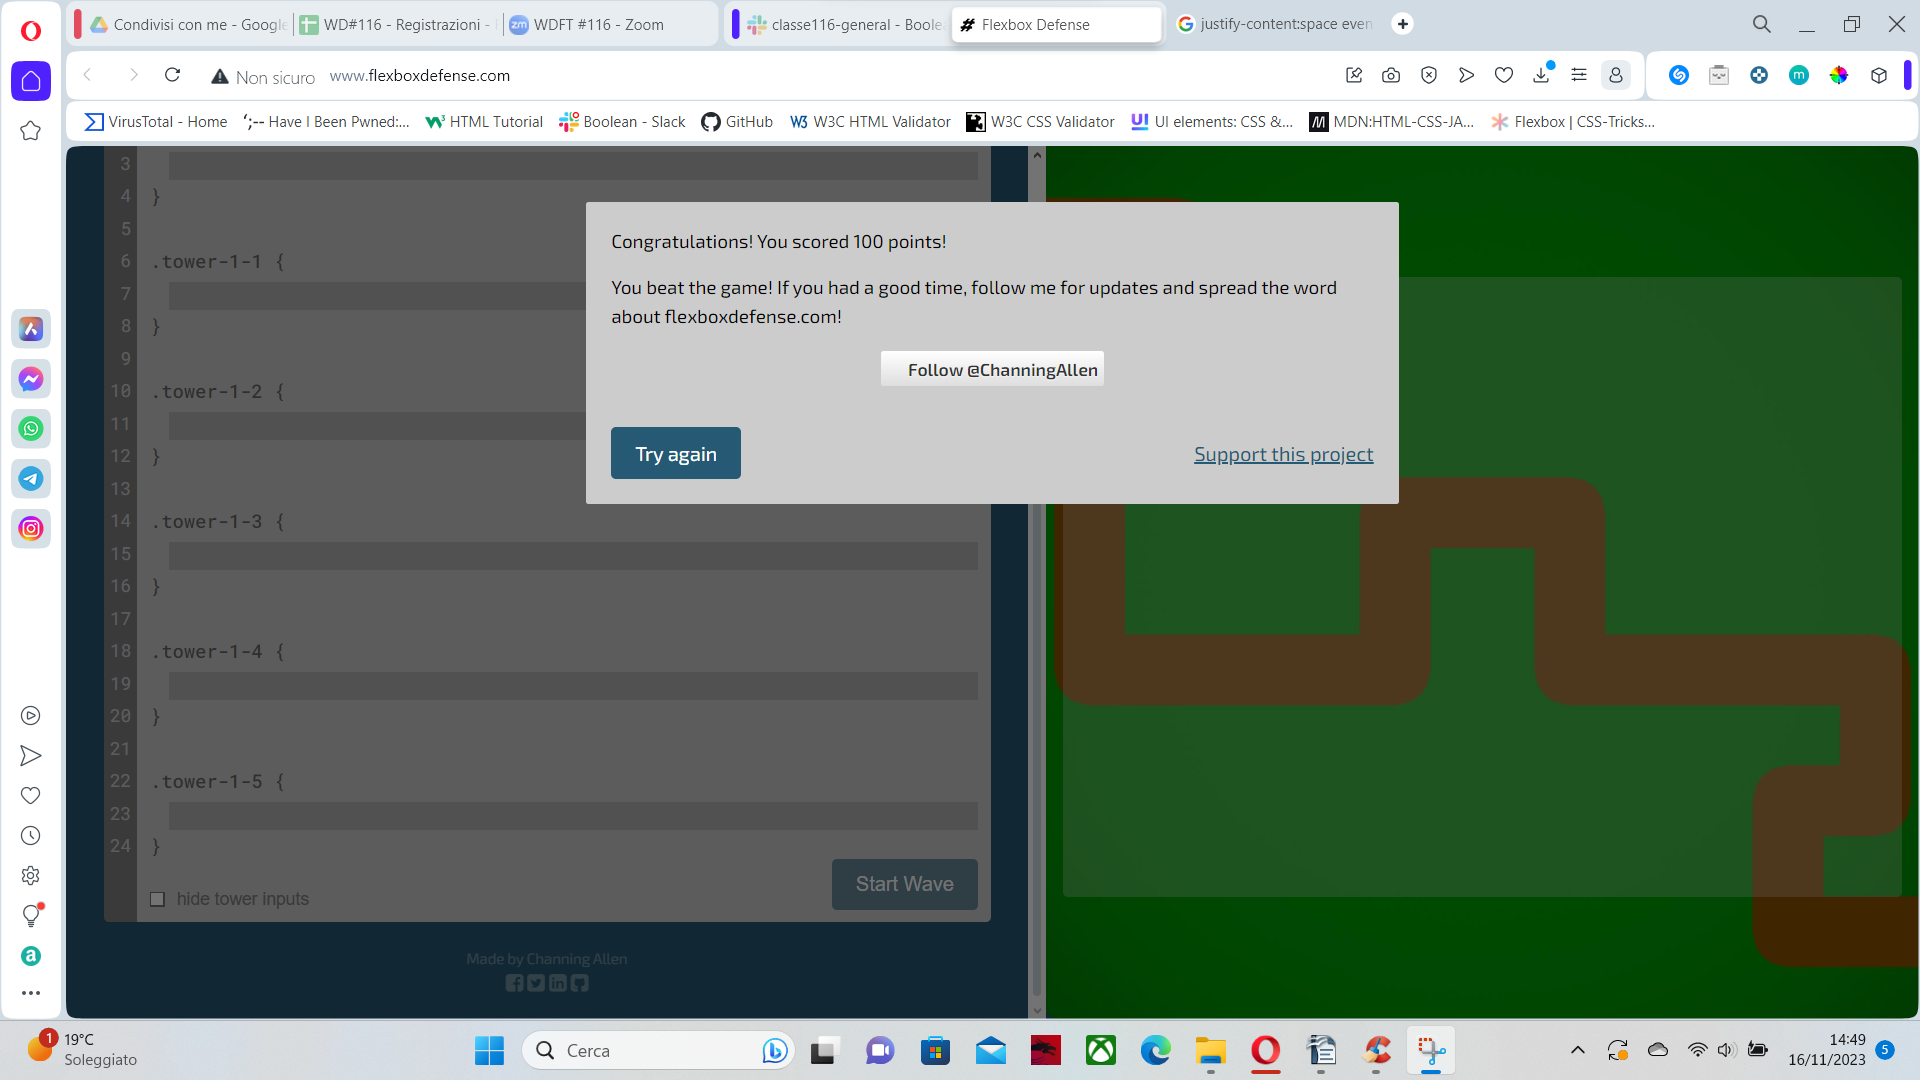 Condivisi con me - Google
WD#116 - Registrazioni -
zm WDFT #116 - Zoom
classe116-general - Boole
Flexbox Defense
justify-content:space even
Non sicuro www.flexboxdefense.com
VirusTotal - Home
';-- Have I Been Pwned:...
HTML Tutorial
Boolean - Slack
GitHub
W3C HTML Validator
W3C CSS Validator
UI UI elements: CSS &...
MDN:HTML-CSS-JA...
Flexbox | CSS-Tricks...
3
4 }
5
6 .tower-1-1 {
7
8 }
9
10 .tower-1-2 {
11
12 }
13
14 .tower-1-3 {
15
16 }
17
18 .tower-1-4 {
19
20 }
21
22 .tower-1-5 {
23
24 }
hide tower inputs
Start Wave
Made by Channing Allen
Congratulations! You scored 100 points!
You beat the game! If you had a good time, follow me for updates and spread the word
about flexboxdefense.com!
Follow @ChanningAllen
Try again
Support this project
1
19°C
Soleggiato
Cerca
14:49
16/11/2023
5